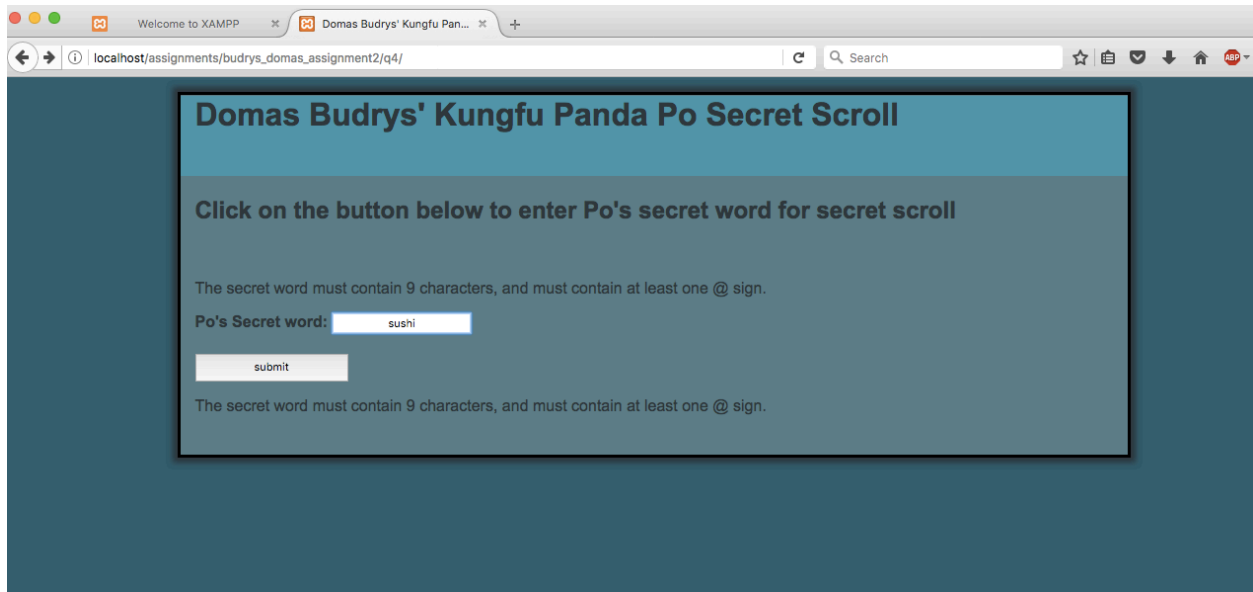 Welcome to XAMPP
Domas Budrys' Kungfu Pan...
localhost/assignments/budrys_domas_assignment2/q4/
Search
ABP
Domas Budrys' Kungfu Panda Po Secret Scroll
Click on the button below to enter Po's secret word for secret scroll
The secret word must contain 9 characters, and must contain at least one @ sign.
Po's Secret word: sushi
submit
The secret word must contain 9 characters, and must contain at least one @ sign.